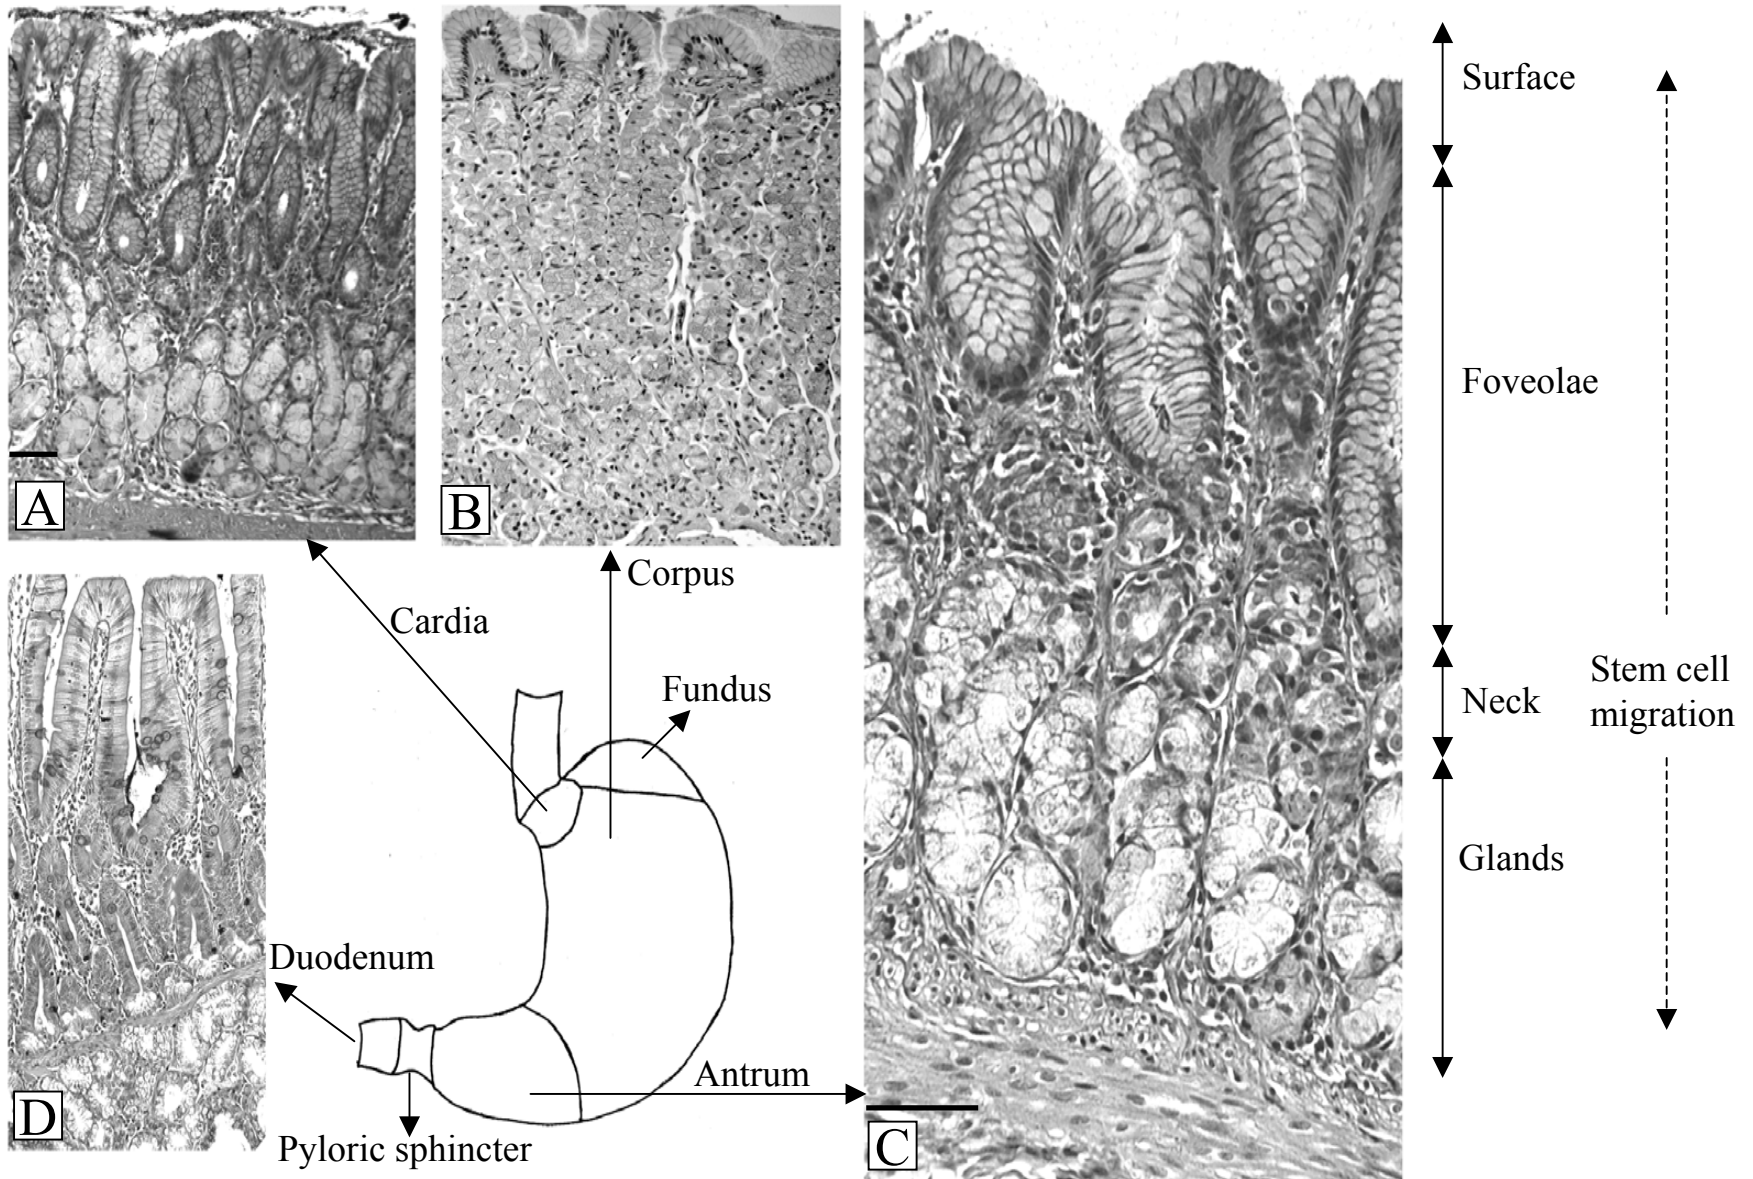 A
B
Corpus
Cardia
Fundus
D
Duodenum
Pyloric sphincter
Antrum
C
Surface
Foveolae
Neck
Glands
Stem cell
migration